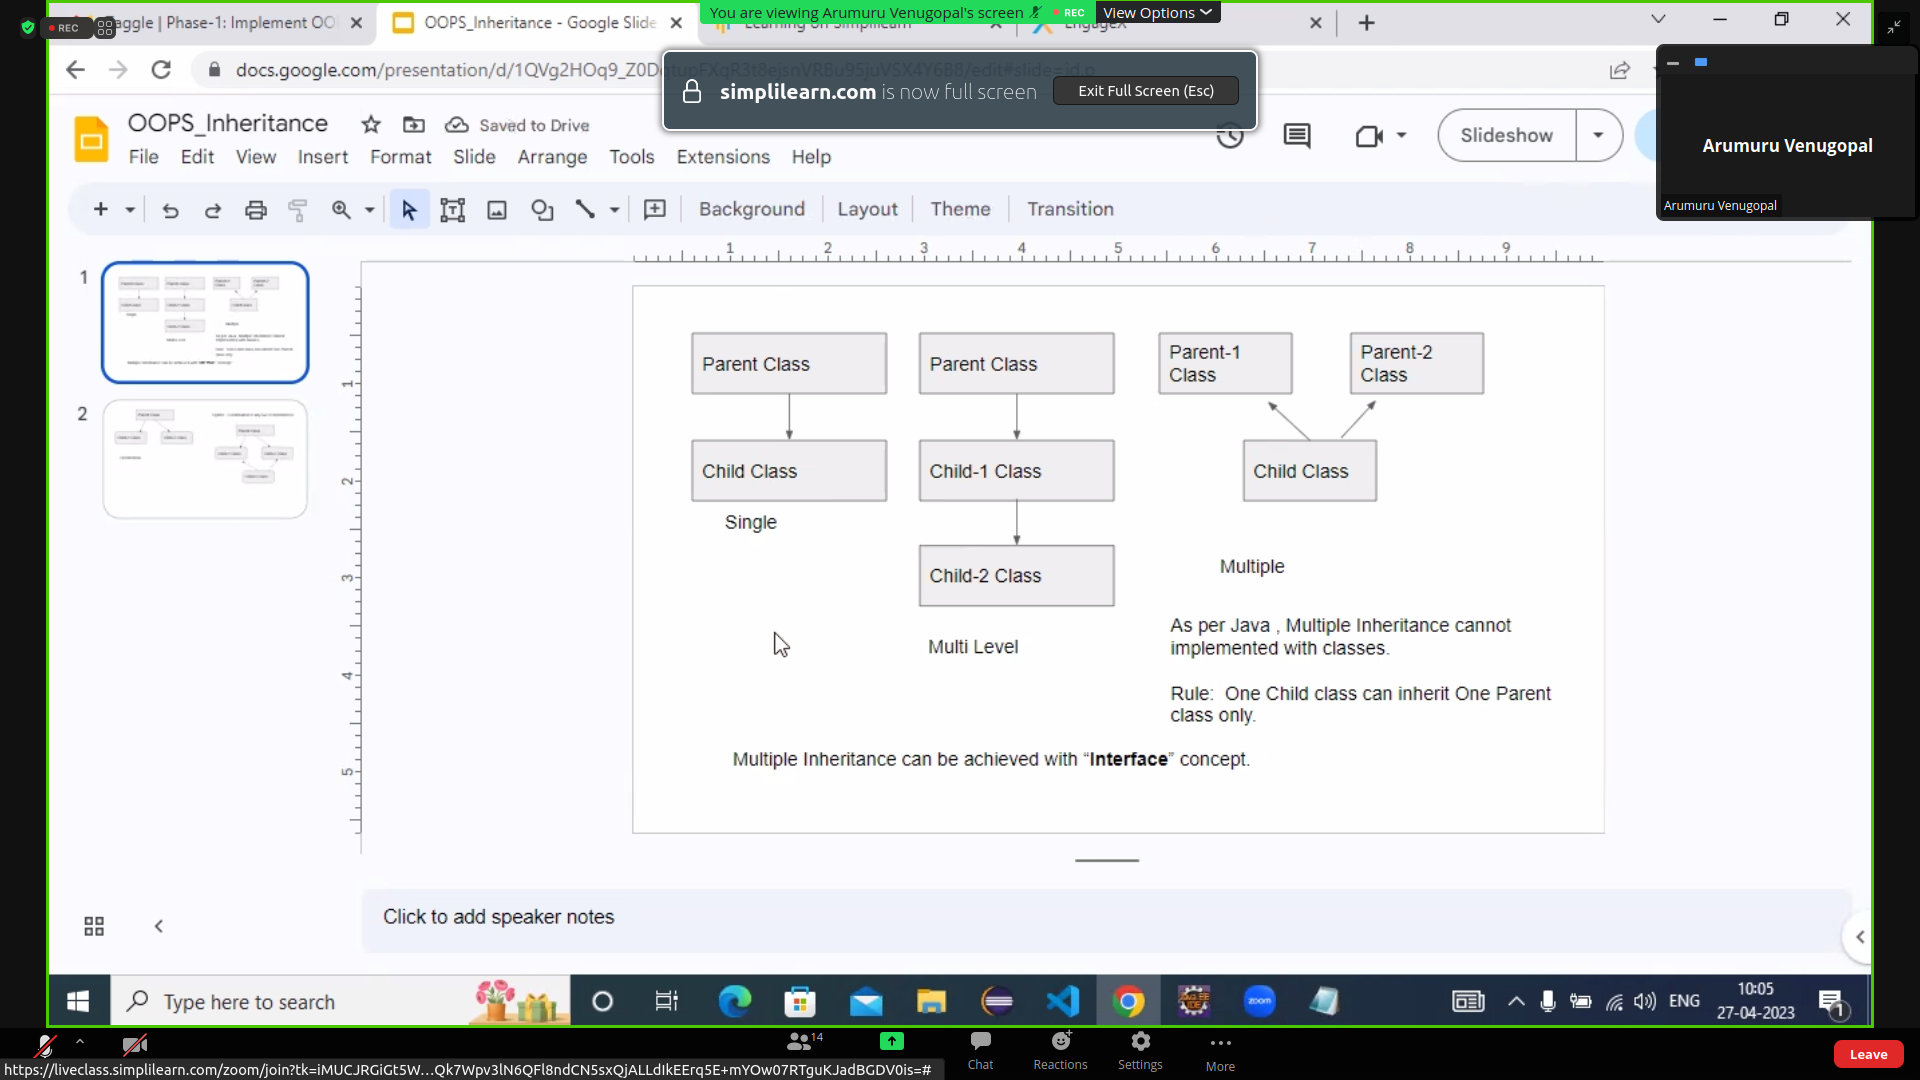 REC
aggle | Phase-1: Implement OO
OOPS_Inheritance - Google Slide
You are viewing Arumuru Venugopal's screen
REC
View Options
Learning on Simplilearn
EngageX
docs.google.com/presentation/d/1QVg2HOq9_Z0D
simplilearn.com is now full screen
Exit Full Screen (Esc)
OOPS_Inheritance
Saved to Drive
File Edit View Insert Format Slide Arrange Tools Extensions Help
Slideshow
Arumuru Venugopal
Arumuru Venugopal
Background Layout Theme Transition
1 2 3 4 5 6 7 8 9
1
2
1
2
3
4
5
Parent Class
Child Class
Single
Parent Class
Child-1 Class
Child-2 Class
Multi Level
Parent-1
Class
Parent-2
Class
Child Class
Multiple
As per Java , Multiple Inheritance cannot
implemented with classes.
Rule: One Child class can inherit One Parent
class only.
Multiple Inheritance can be achieved with “Interface” concept.
Click to add speaker notes
Type here to search
zoom
ENG
10:05
27-04-2023
1
14
Chat
Reactions
Settings
More
Leave
https://liveclass.simplilearn.com/zoom/join?tk=iMUCJRGiGt5W...Qk7Wpv3lN6QFl8ndCN5sxQjALLdIkEErq5E+mYOw07RTguKJadBGDV0is=#